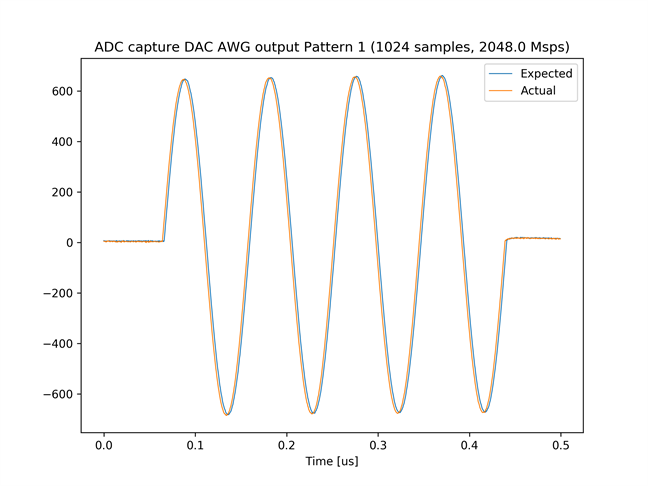 ADC capture DAC AWG output Pattern 1 (1024 samples, 2048.0 Msps)
Expected
Actual
600
400
200
0
−200
−400
−600
0.0 0.1 0.2 0.3 0.4 0.5
Time [us]